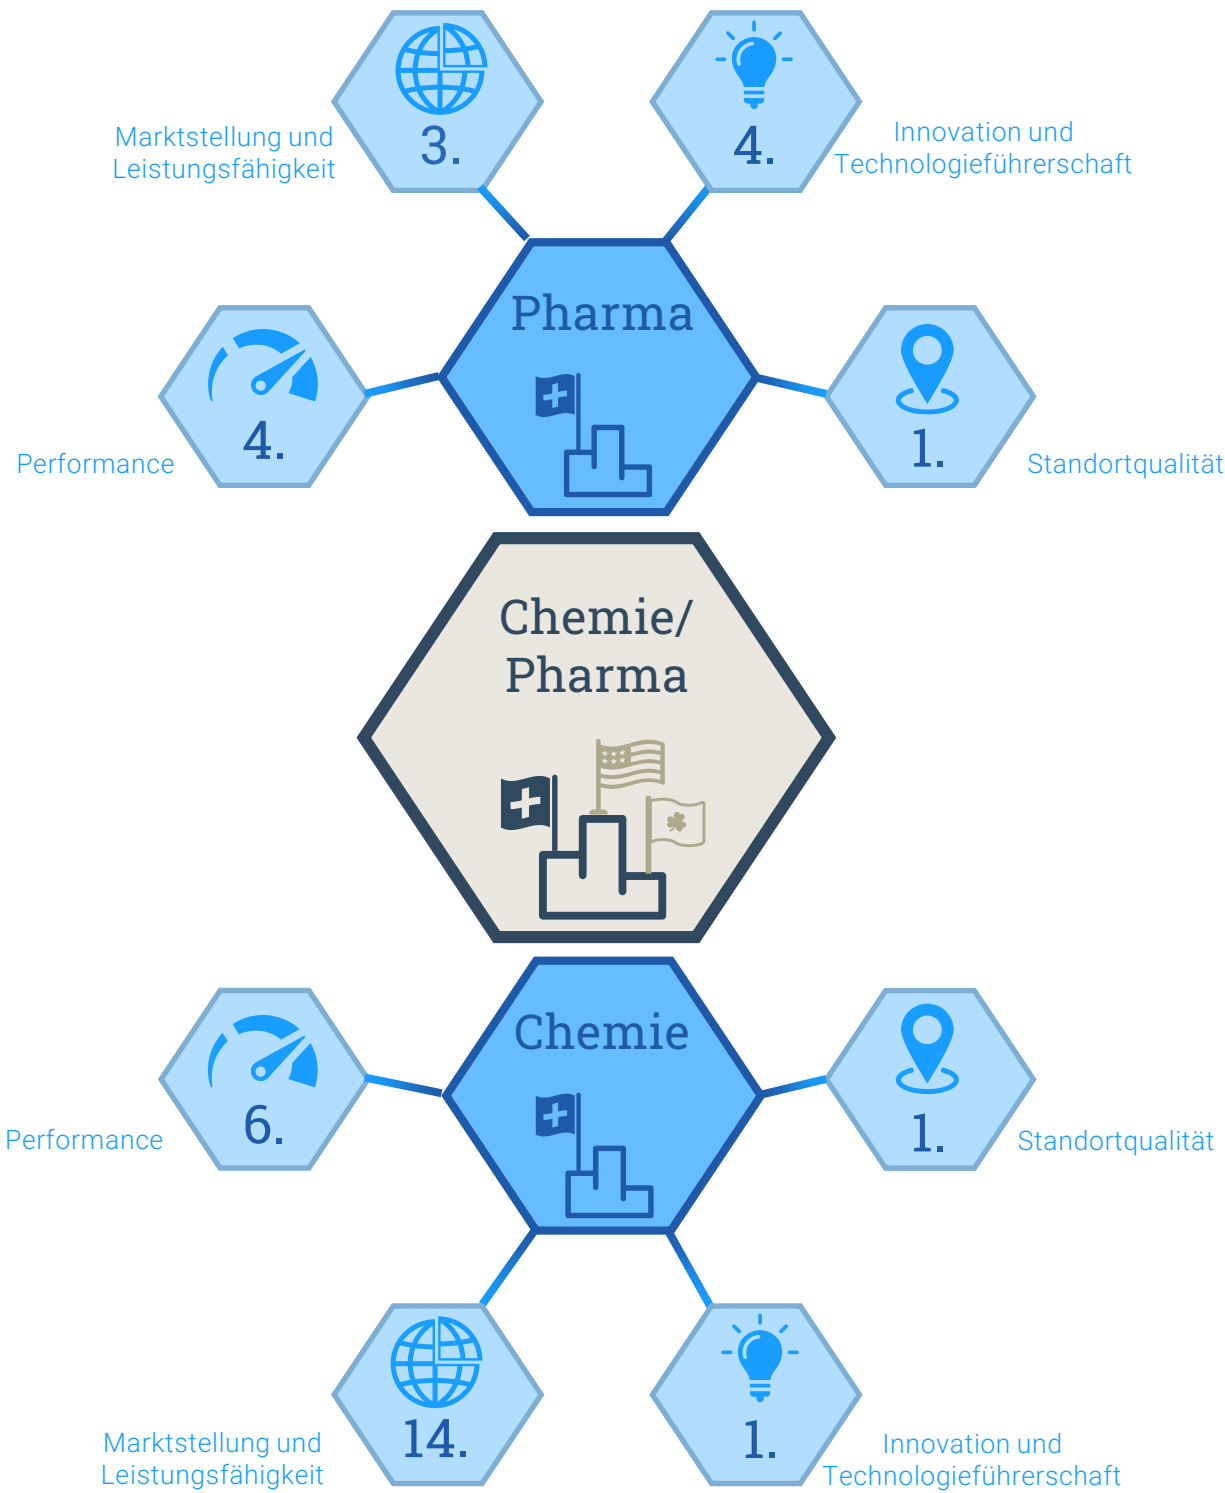 3.
Marktstellung und
Leistungsfähigkeit
4.
Innovation und
Technologieführerschaft
Pharma
4.
Performance
1.
Standortqualität
Chemie/
Pharma
Chemie
6.
Performance
1.
Standortqualität
14.
Marktstellung und
Leistungsfähigkeit
1.
Innovation und
Technologieführerschaft